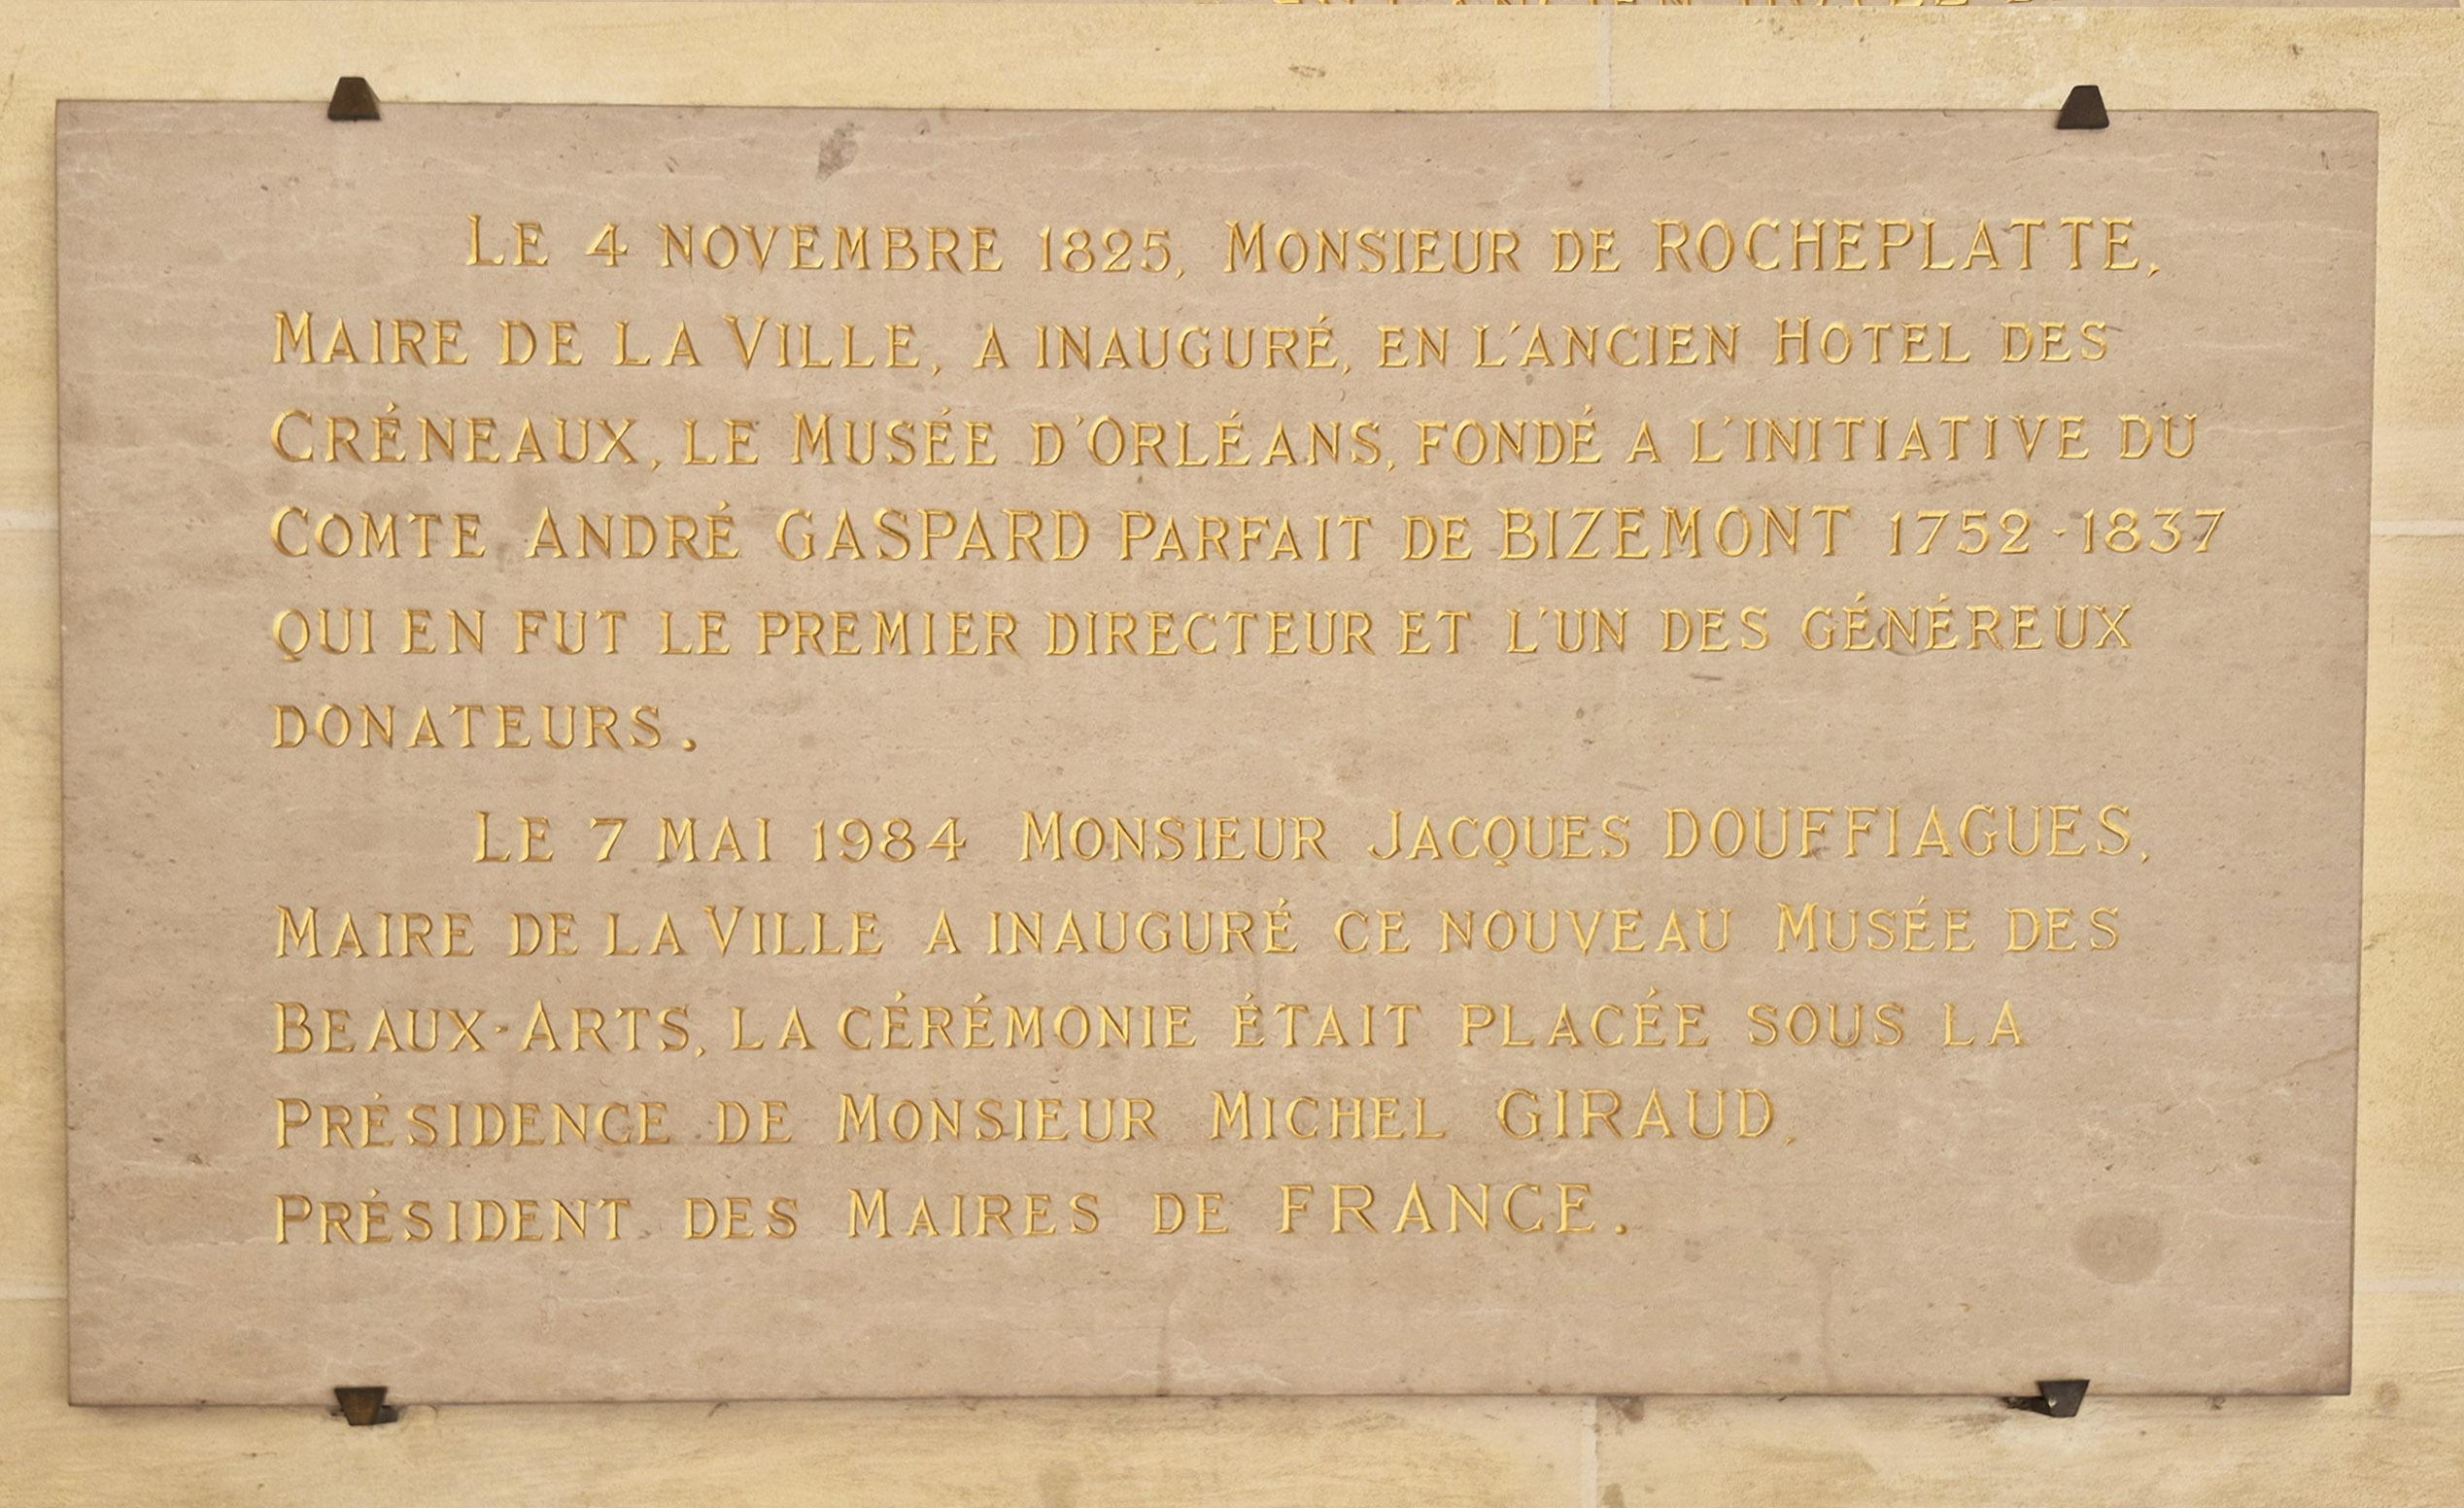 LE 4 NOVEMBRE 1825, MONSIEUR DE ROCHEPLATTE,
MAIRE DE LA VILLE, A INAUGURÉ, EN L'ANCIEN HOTEL DES
CRÉNEAUX, LE MUSÉE D'ORLÉANS, FONDÉ A L'INITIATIVE DU
COMTE ANDRÉ GASPARD PARFAIT DE BIZEMONT 1752-1837
QUI EN FUT LE PREMIER DIRECTEUR ET L'UN DES GÉNÉREUX
DONATEURS.
LE 7 MAI 1984 MONSIEUR JACQUES DOUFFIAGUES,
MAIRE DE LA VILLE A INAUGURÉ CE NOUVEAU MUSÉE DES
BEAUX-ARTS, LA CÉRÉMONIE ÉTAIT PLACÉE SOUS LA
PRÉSIDENCE DE MONSIEUR MICHEL GIRAUD,
PRÉSIDENT DES MAIRES DE FRANCE.